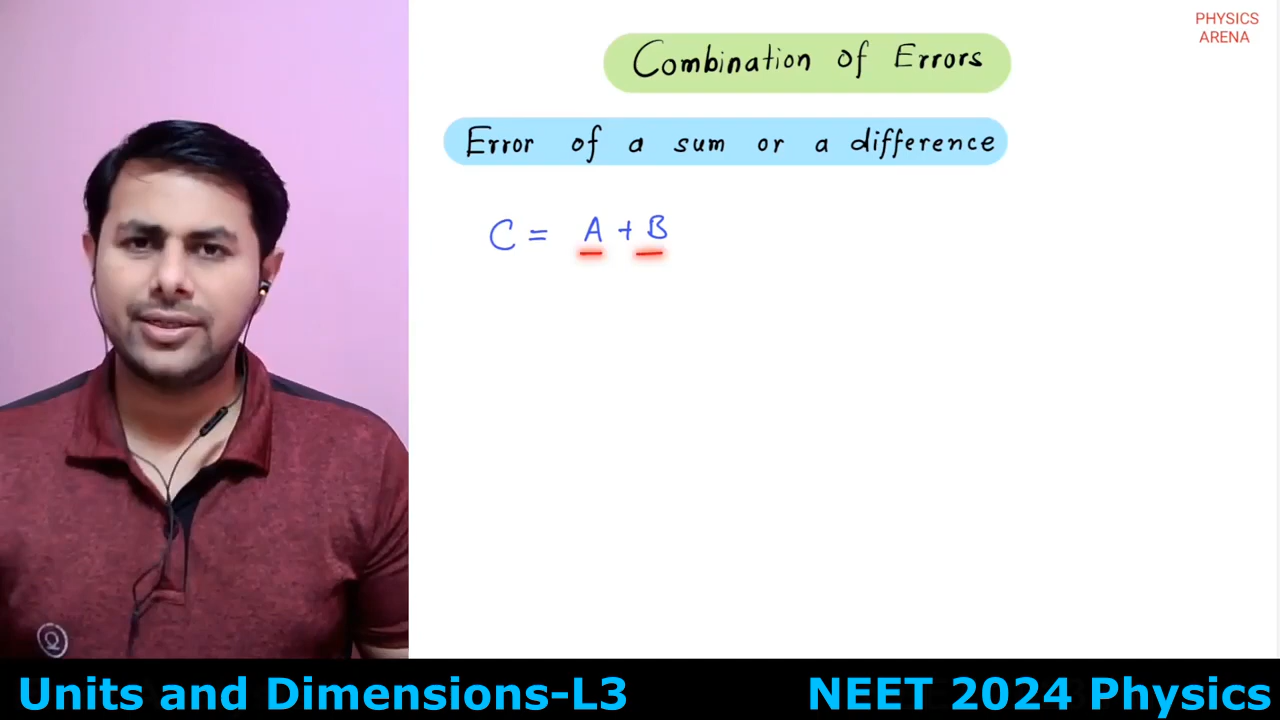 PHYSICS
ARENA
Combination of Errors
Error of a sum or a difference
C = A + B
Units and Dimensions-L3
NEET 2024 Physics